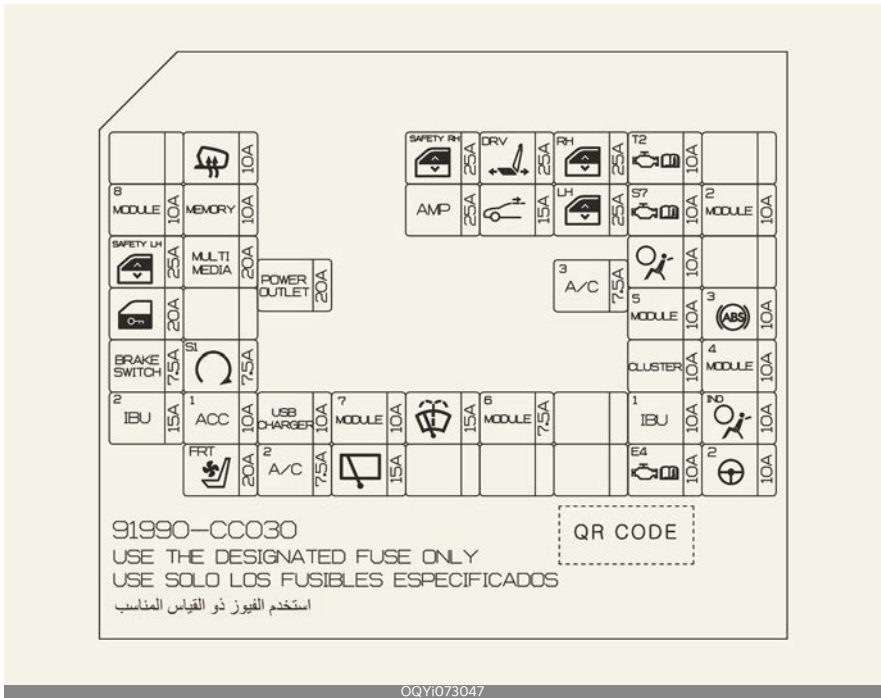 10A
SAFETY RH 25A
DRV 25A
RH 25A
T2 10A
8 MODULE 10A
MEMORY 10A
AMP 25A
15A
LH 25A
S7 10A
2 MODULE 10A
SAFETY LH 25A
MULTI MEDIA 20A
POWER OUTLET 20A
3 A/C 7.5A
10A
20A
5 MODULE 10A
3 (ABS) 10A
BRAKE SWITCH 7.5A
S1 7.5A
CLUSTER 10A
4 MODULE 10A
2 IBU 15A
1 ACC 10A
USB CHARGER 10A
7 MODULE 10A
15A
6 MODULE 7.5A
1 IBU 10A
IND 10A
FRT 20A
2 A/C 7.5A
15A
E4 10A
2 10A
91990-CC030
QR CODE
USE THE DESIGNATED FUSE ONLY
USE SOLO LOS FUSIBLES ESPECIFICADOS
استخدم الفيوز ذو القياس المناسب
OQYi073047